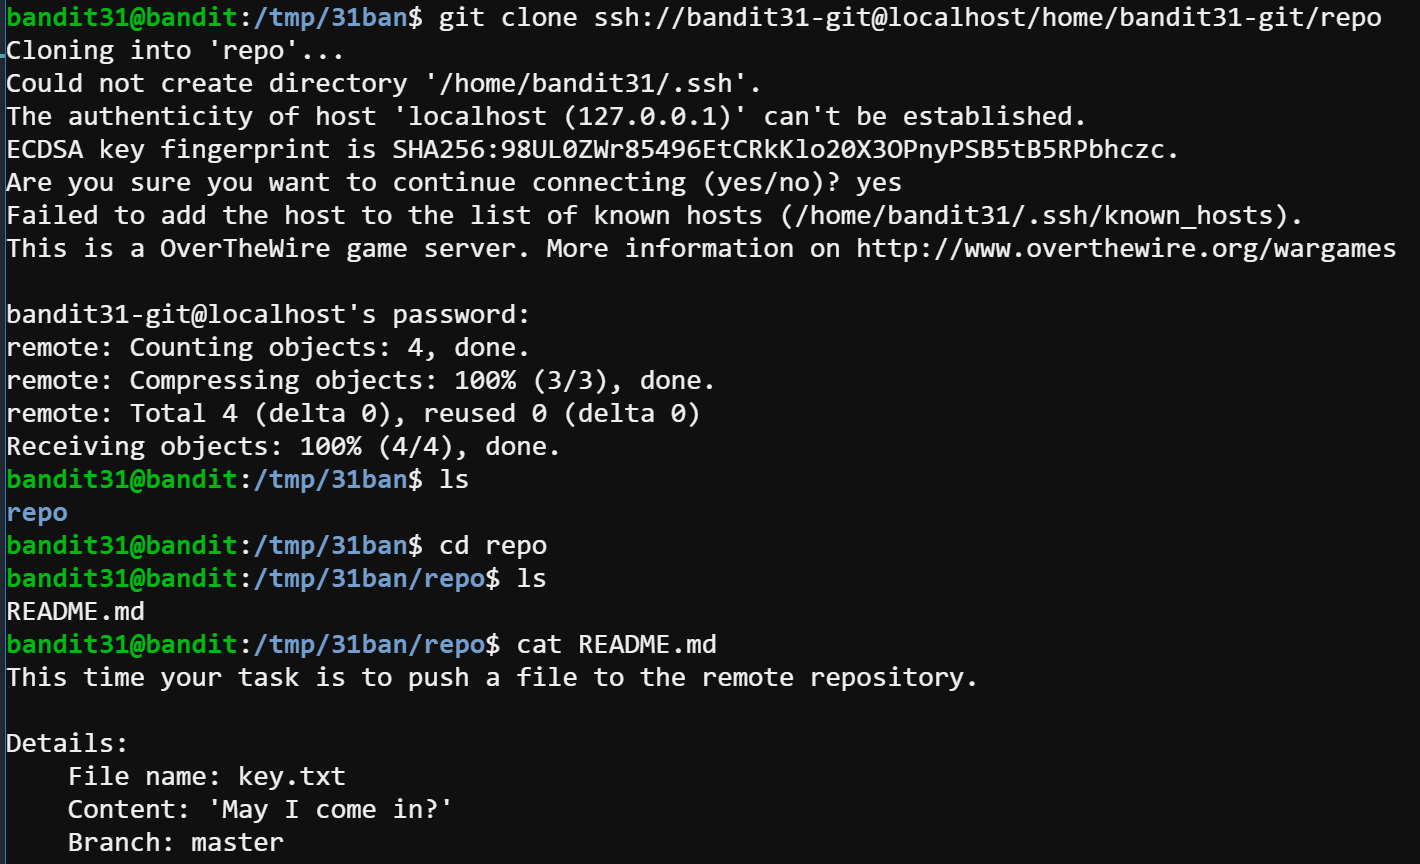 bandit31@bandit:/tmp/31ban$ git clone ssh://bandit31-git@localhost/home/bandit31-git/repo
Cloning into 'repo'...
Could not create directory '/home/bandit31/.ssh'.
The authenticity of host 'localhost (127.0.0.1)' can't be established.
ECDSA key fingerprint is SHA256:98UL0ZWr85496EtCRkKlo20X3OPnyPSB5tB5RPbhczc.
Are you sure you want to continue connecting (yes/no)? yes
Failed to add the host to the list of known hosts (/home/bandit31/.ssh/known_hosts).
This is a OverTheWire game server. More information on http://www.overthewire.org/wargames
bandit31-git@localhost's password:
remote: Counting objects: 4, done.
remote: Compressing objects: 100% (3/3), done.
remote: Total 4 (delta 0), reused 0 (delta 0)
Receiving objects: 100% (4/4), done.
bandit31@bandit:/tmp/31ban$ ls
repo
bandit31@bandit:/tmp/31ban$ cd repo
bandit31@bandit:/tmp/31ban/repo$ ls
README.md
bandit31@bandit:/tmp/31ban/repo$ cat README.md
This time your task is to push a file to the remote repository.
Details:
File name: key.txt
Content: 'May I come in?'
Branch: master